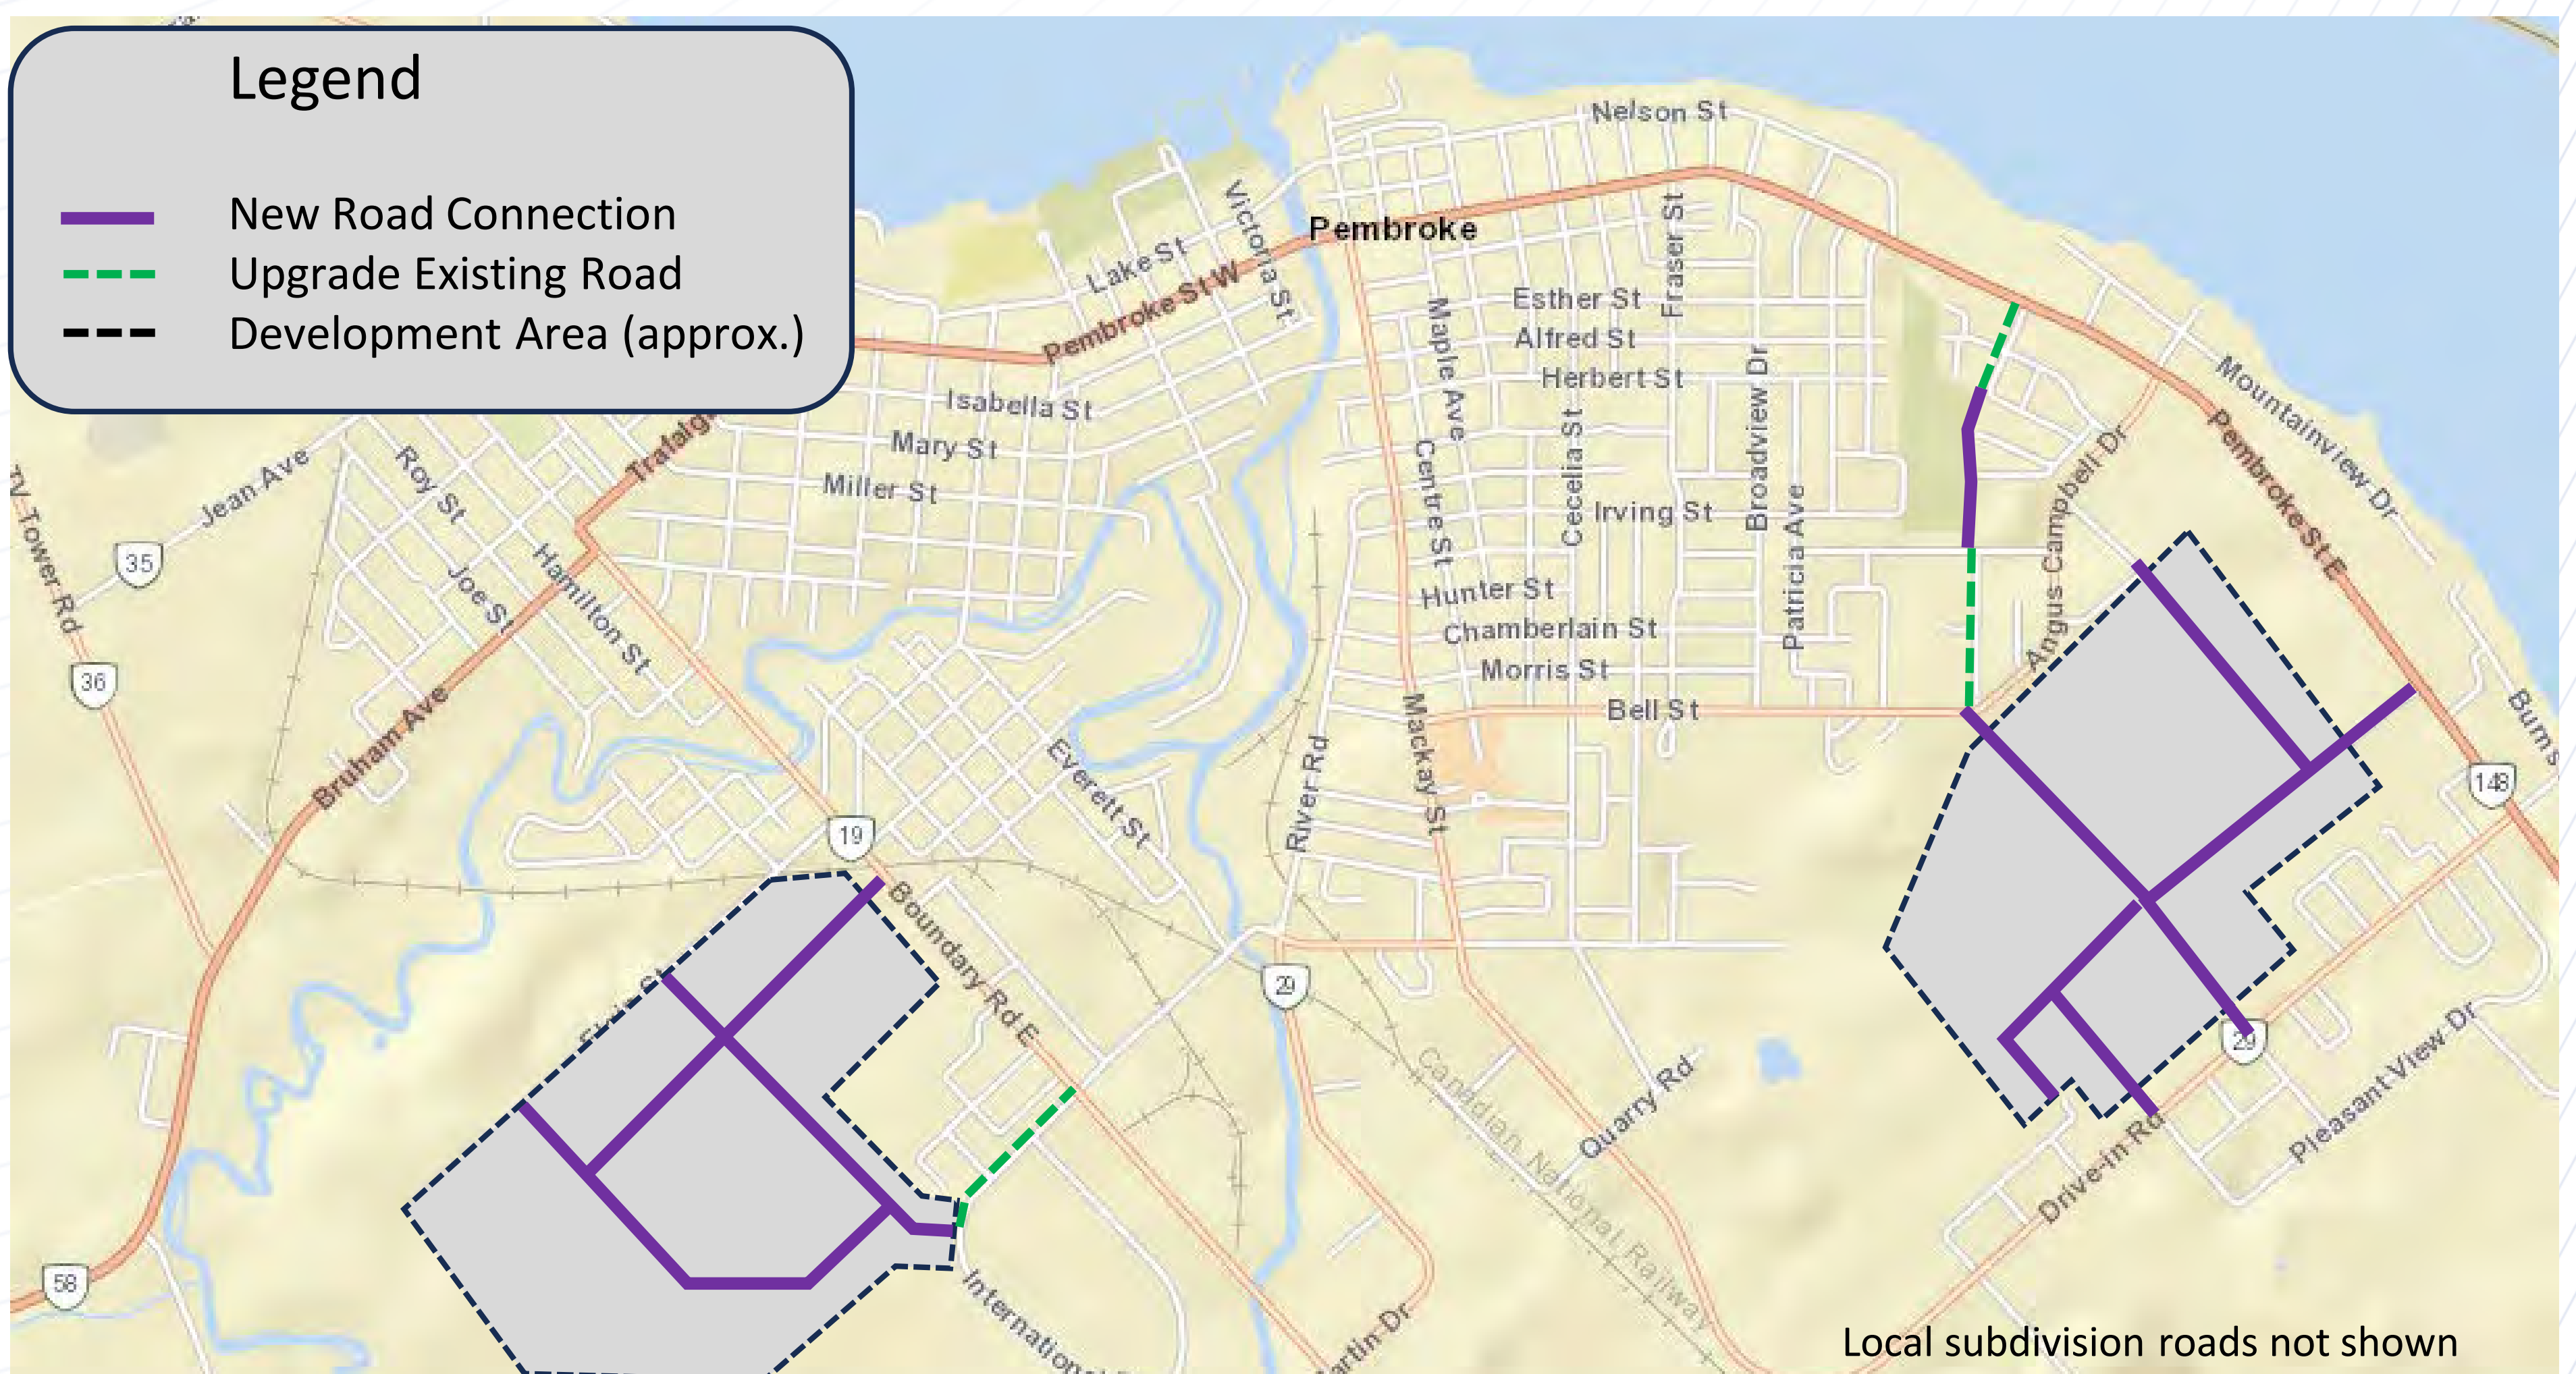 Legend
New Road Connection
Upgrade Existing Road
Development Area (approx.)
Nelson St
Victoria St
Pembroke
Lake St
Pembroke St W
Fraser St
Esther St
Alfred St
Herbert St
Maple Ave
Isabella St
Mary St
Miller St
Centre St
Cecelia St
Broadview Dr
Irving St
Patricia Ave
Mountainview Dr
Pembroke St E
Angus Campbell Dr
Jean Ave
Roy St
Joe St
Hamilton St
Tower Rd
35
36
Bruham Ave
Hunter St
Chamberlain St
Morris St
Bell St
Mackay St
River Rd
Everett St
19
148
Boundary Rd E
29
29
Canadian National Railway
Quarry Rd
Pleasant View Dr
Drive-in Rd
58
International
Local subdivision roads not shown